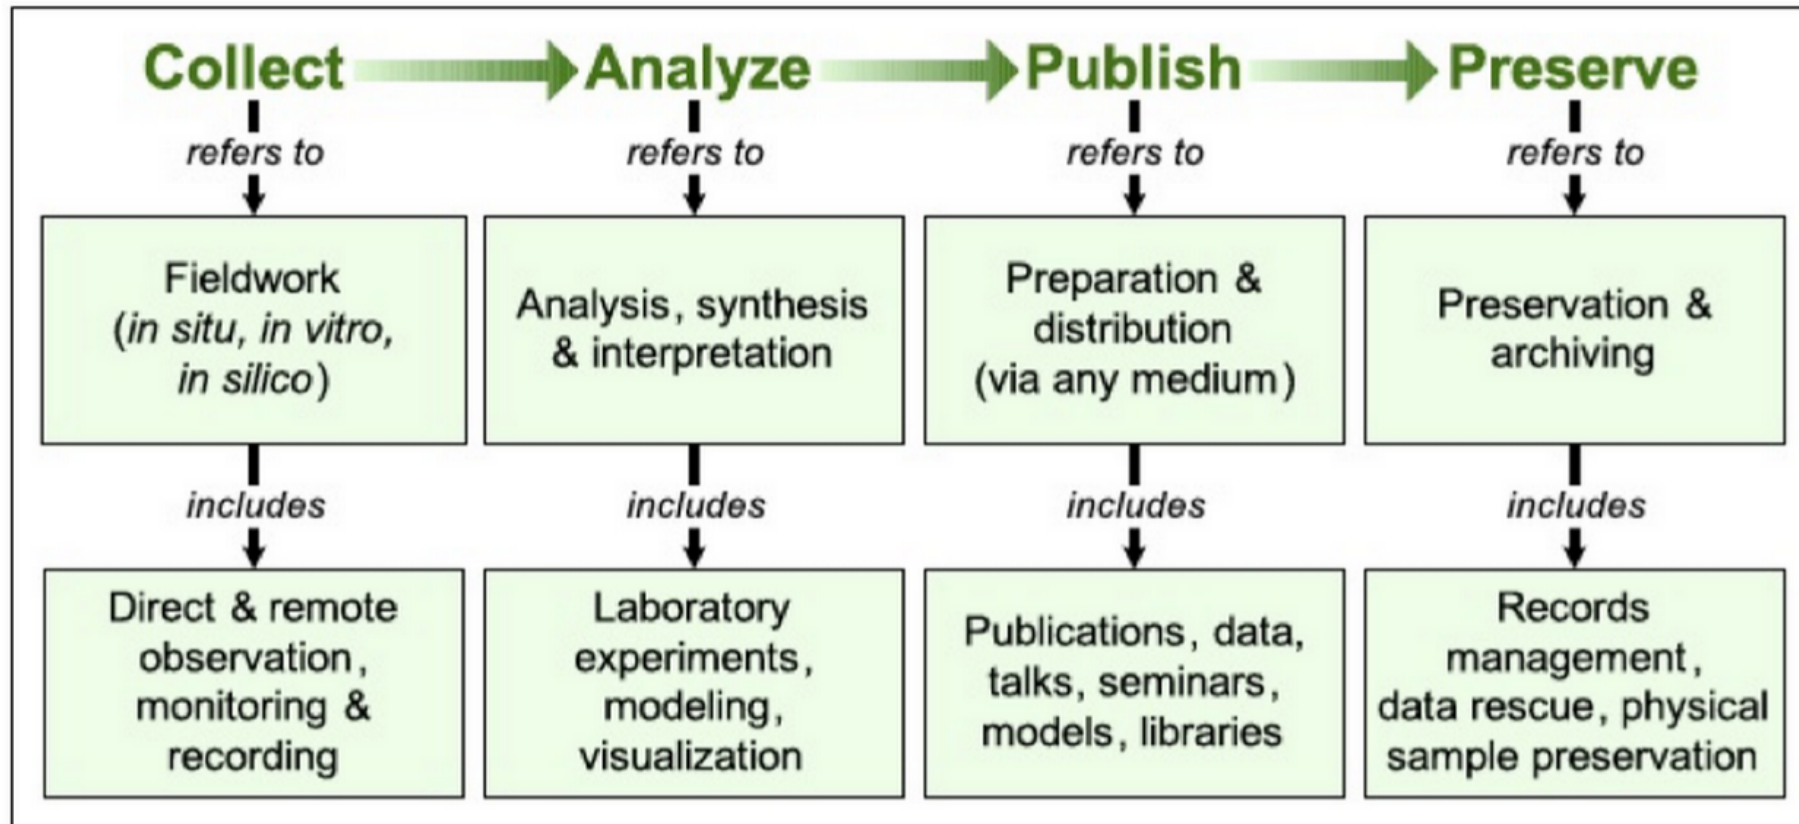 Collect Analyze Publish Preserve
refers to refers to refers to refers to
Fieldwork
(in situ, in vitro,
in silico)
Analysis, synthesis
& interpretation
Preparation &
distribution
(via any medium)
Preservation &
archiving
includes includes includes includes
Direct & remote
observation,
monitoring &
recording
Laboratory
experiments,
modeling,
visualization
Publications, data,
talks, seminars,
models, libraries
Records
management,
data rescue, physical
sample preservation